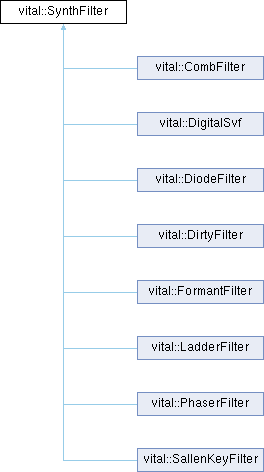 vital::SynthFilter
vital::CombFilter
vital::DigitalSvf
vital::DiodeFilter
vital::DirtyFilter
vital::FormantFilter
vital::LadderFilter
vital::PhaserFilter
vital::SallenKeyFilter